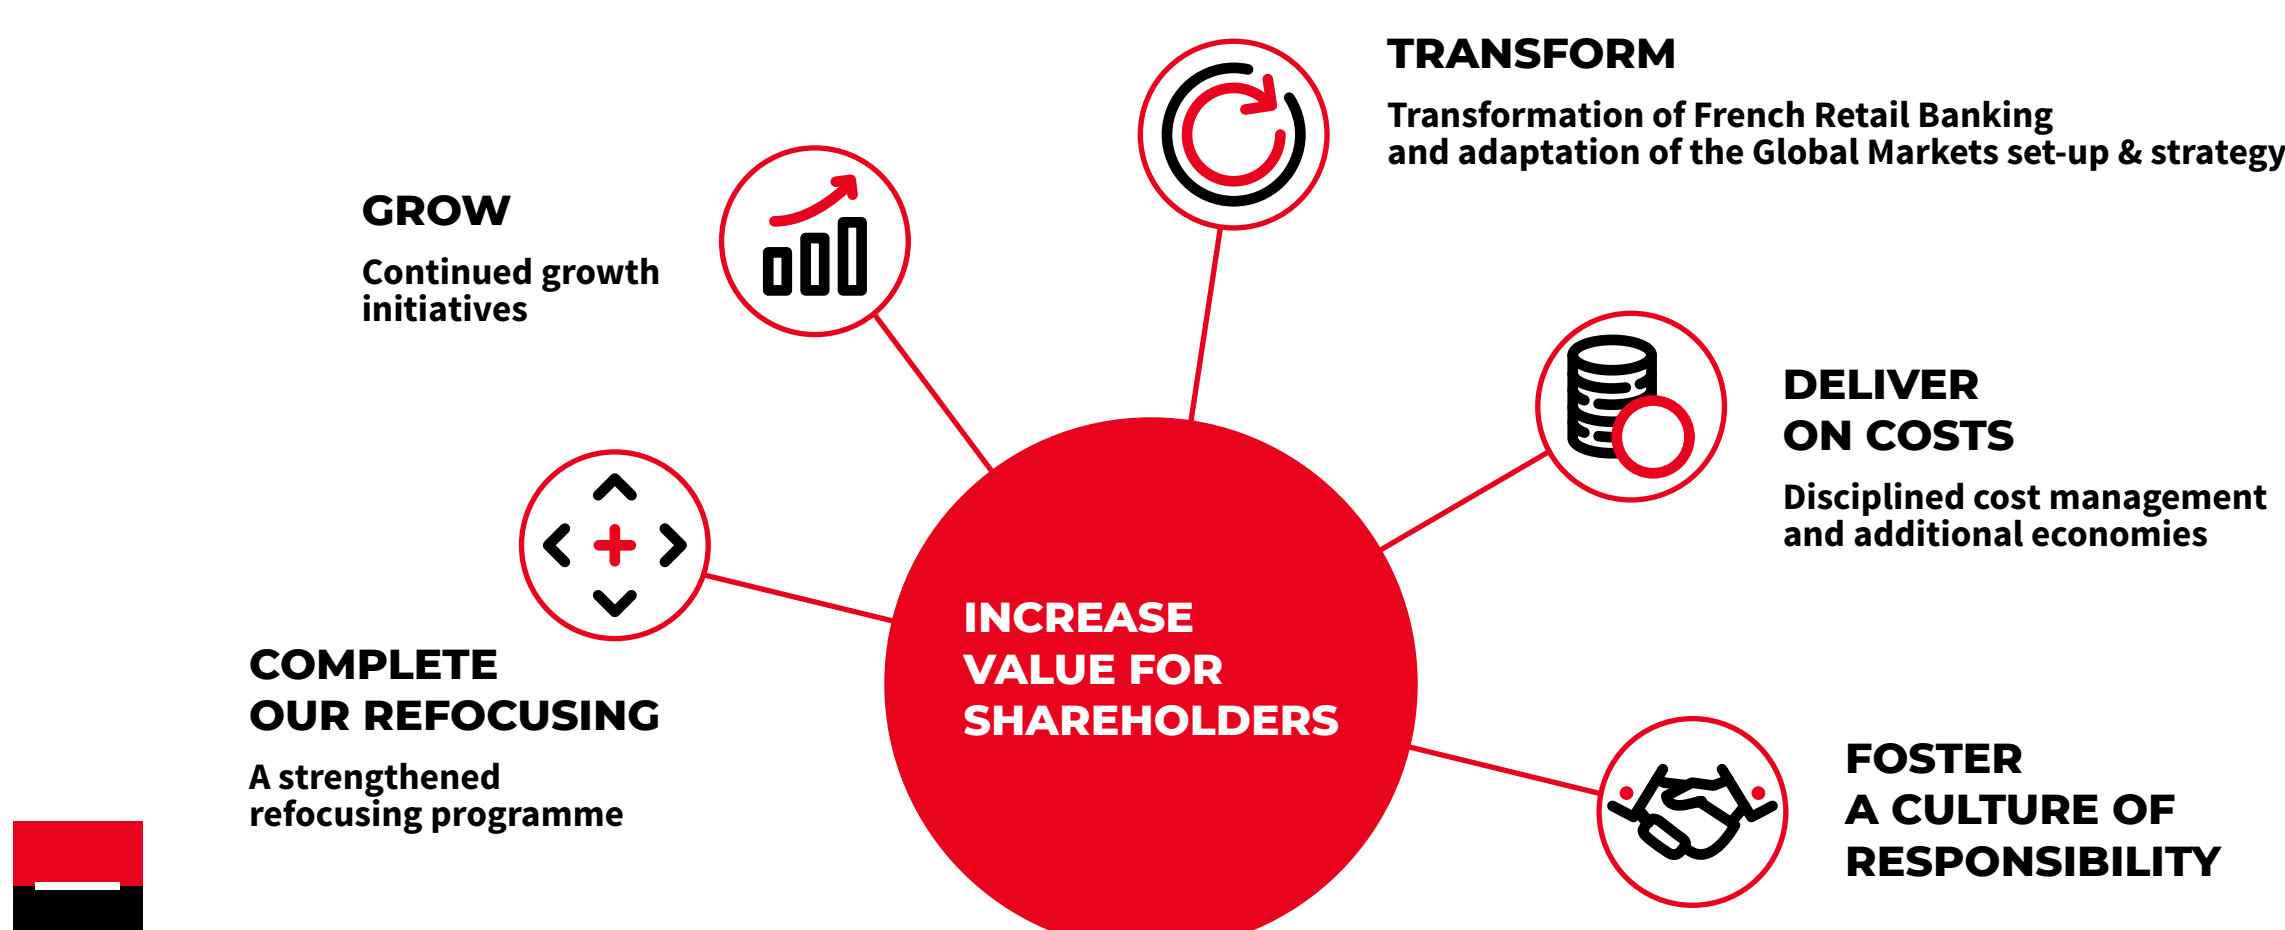 TRANSFORM
Transformation of French Retail Banking
and adaptation of the Global Markets set-up & strategy
GROW
Continued growth
initiatives
DELIVER
ON COSTS
Disciplined cost management
and additional economies
INCREASE
VALUE FOR
SHAREHOLDERS
COMPLETE
OUR REFOCUSING
A strengthened
refocusing programme
FOSTER
A CULTURE OF
RESPONSIBILITY